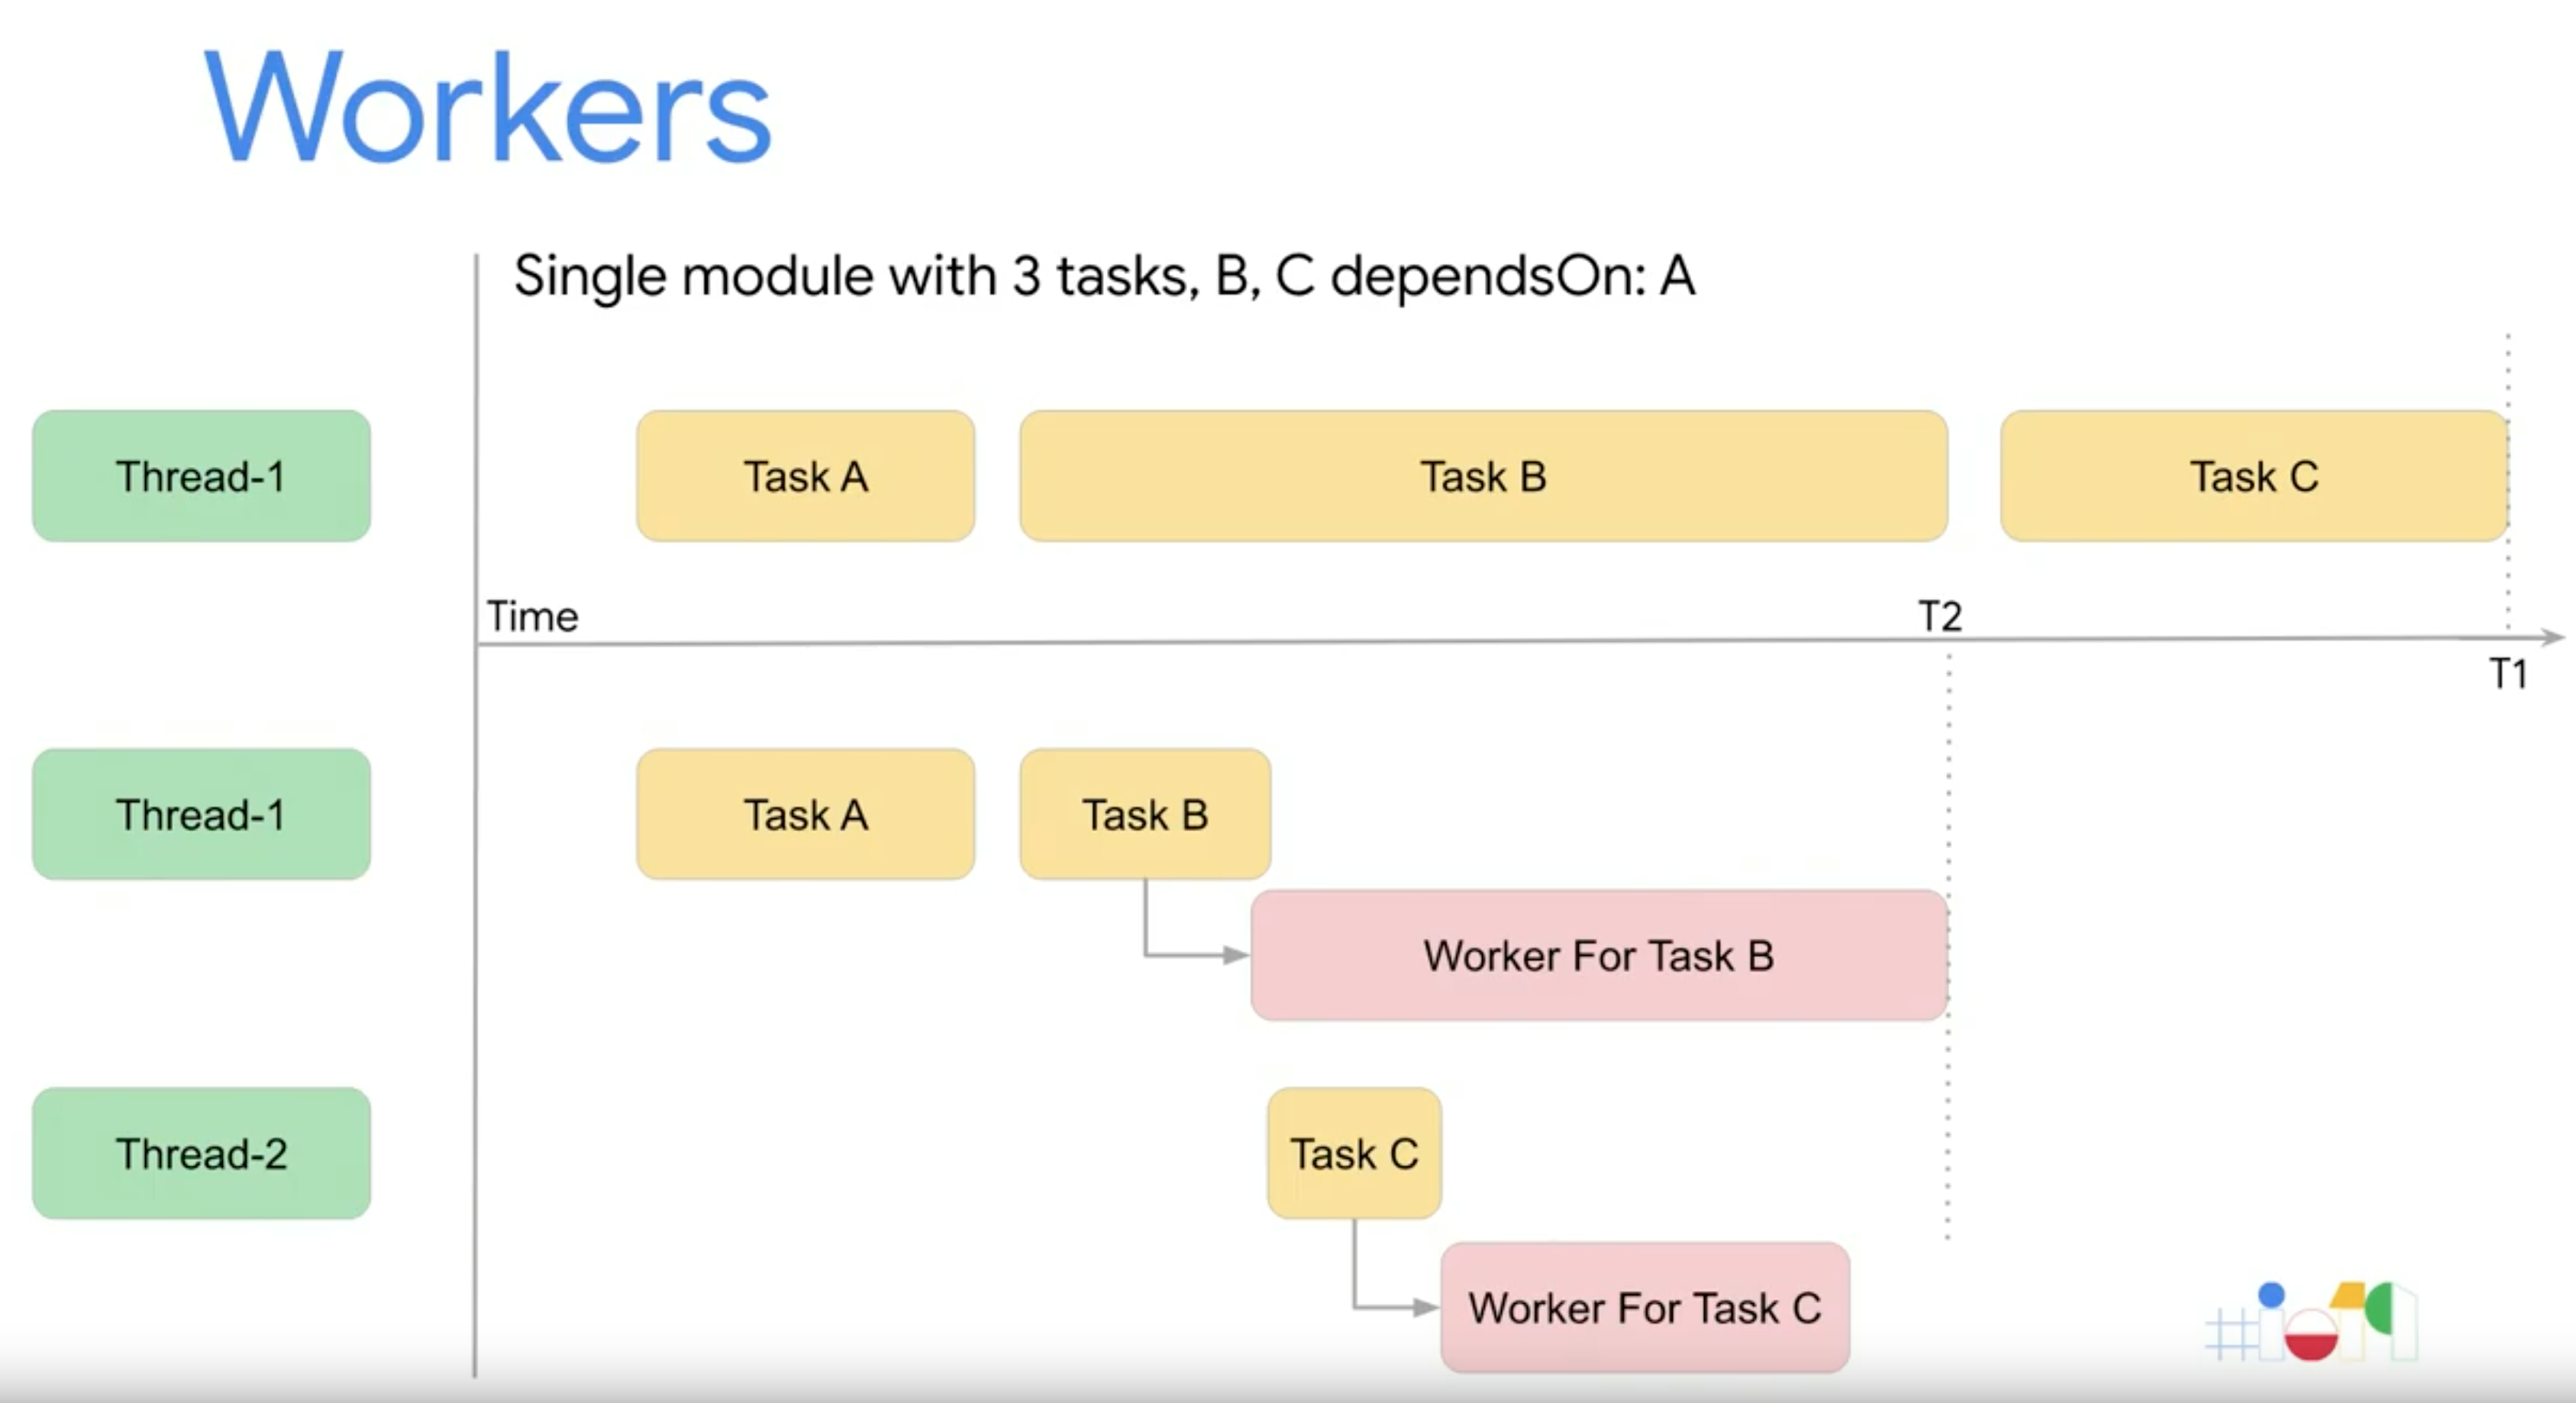 Workers
Single module with 3 tasks, B, C dependsOn: A
Thread-1
Task A
Task B
Task C
Time
T2
T1
Thread-1
Task A
Task B
Worker For Task B
Thread-2
Task C
Worker For Task C
#io19